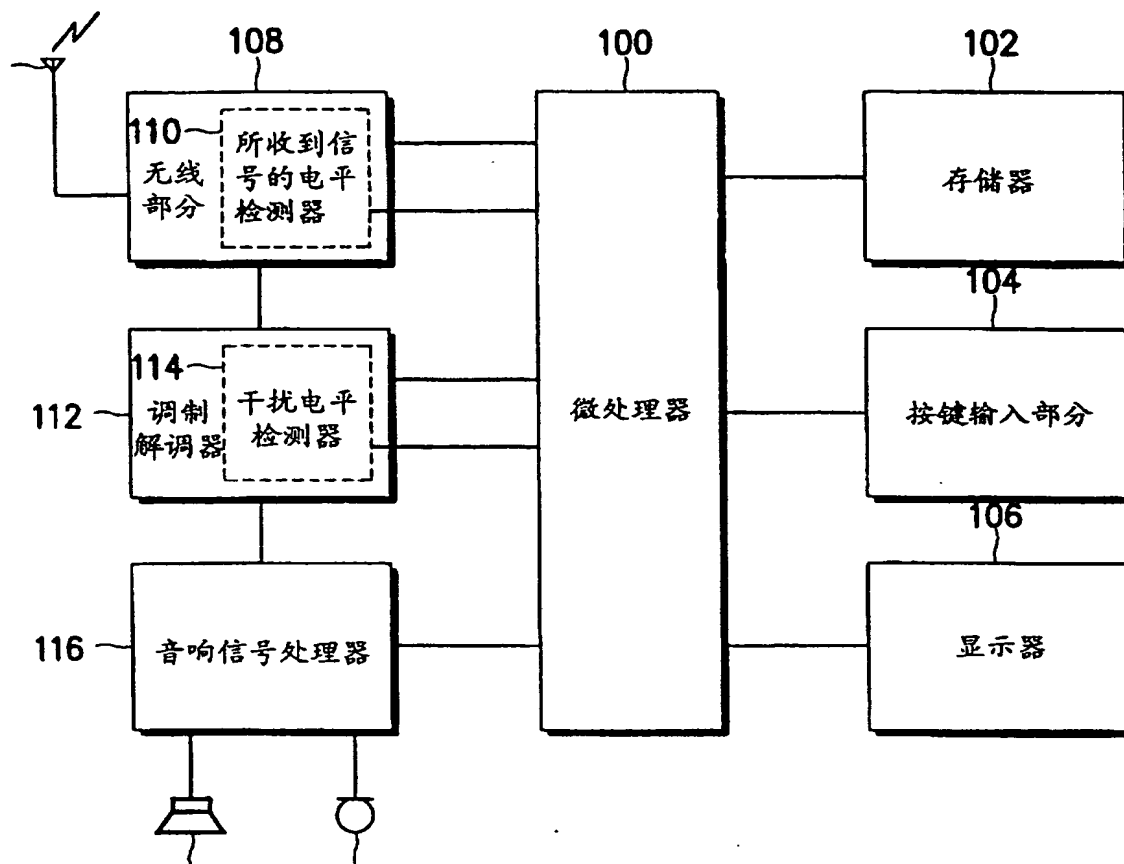 108
100
102
110
所收到信
号的电平
检测器
无线
部分
存储器
104
114
干扰电平
检测器
112
调制
解调器
微处理器
按键输入部分
106
116
音响信号处理器
显示器